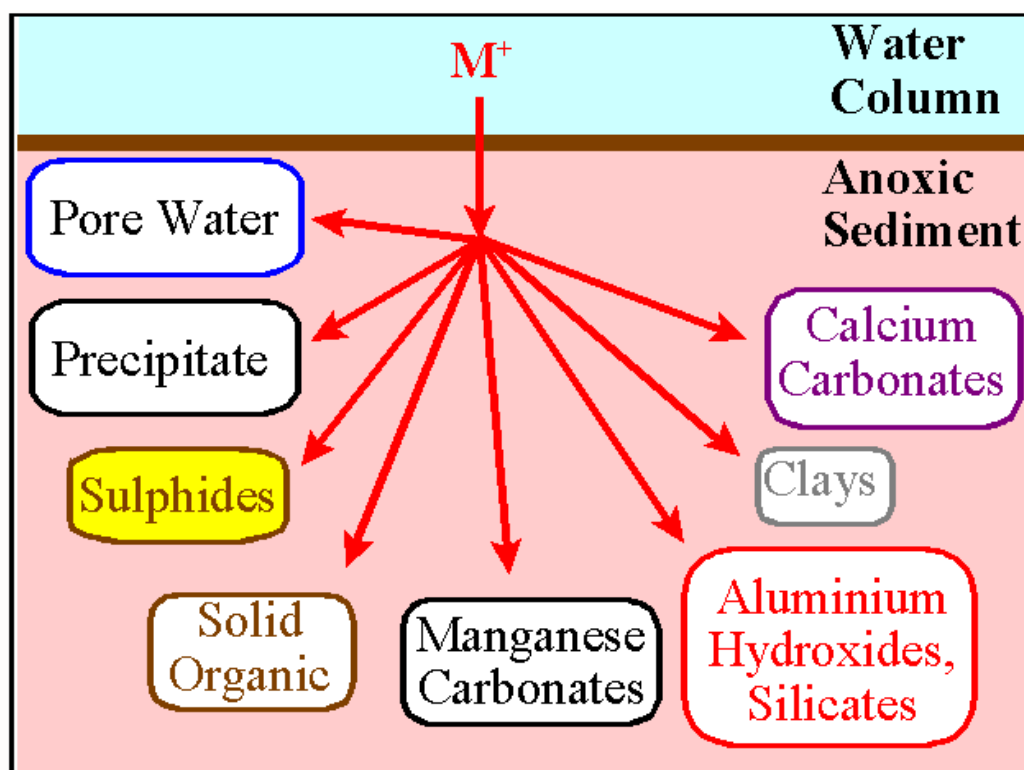 M⁺
Water
Column
Anoxic
Sediment
Pore Water
Precipitate
Sulphides
Solid
Organic
Manganese
Carbonates
Aluminium
Hydroxides,
Silicates
Clays
Calcium
Carbonates